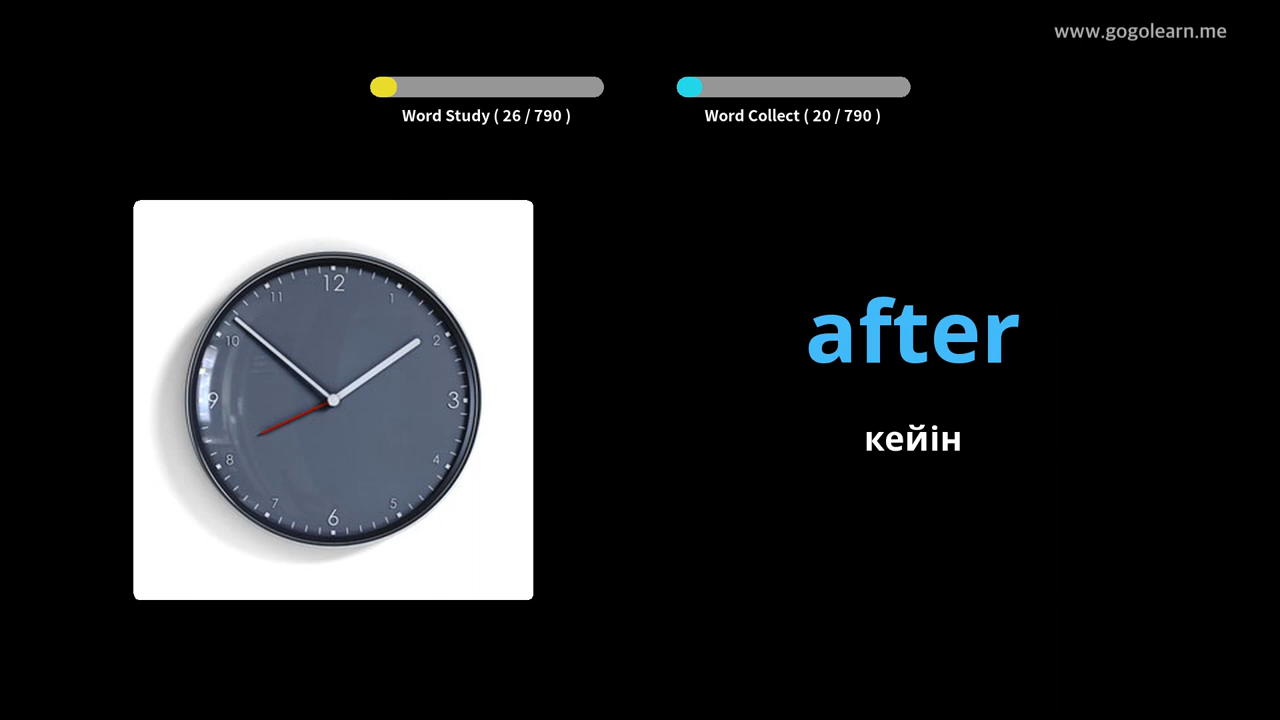 www.gogolearn.me
Word Study ( 26 / 790 )
Word Collect ( 20 / 790 )
12
11
1
10
2
9
3
8
4
7
5
6
after
кейін